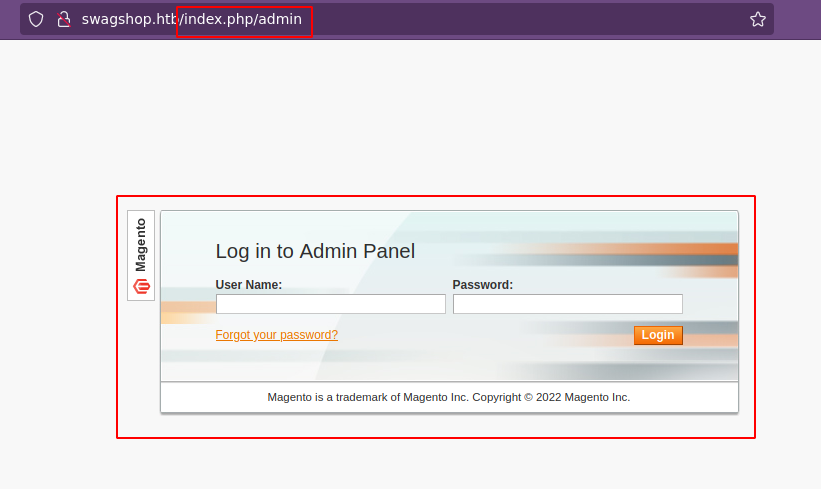 swagshop.htb/index.php/admin
Magento
Log in to Admin Panel
User Name: Password:
Forgot your password? Login
Magento is a trademark of Magento Inc. Copyright © 2022 Magento Inc.